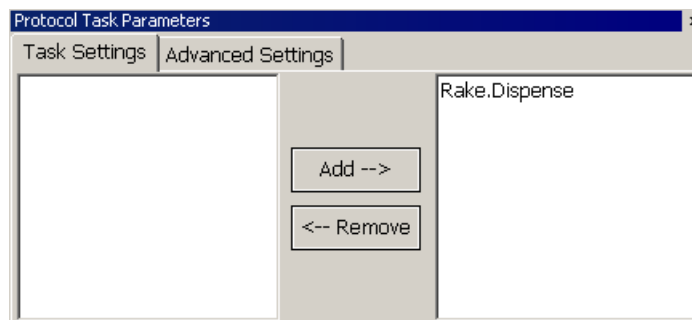 Protocol Task Parameters
Task Settings
Advanced Settings
Rake.Dispense
Add -->
<-- Remove